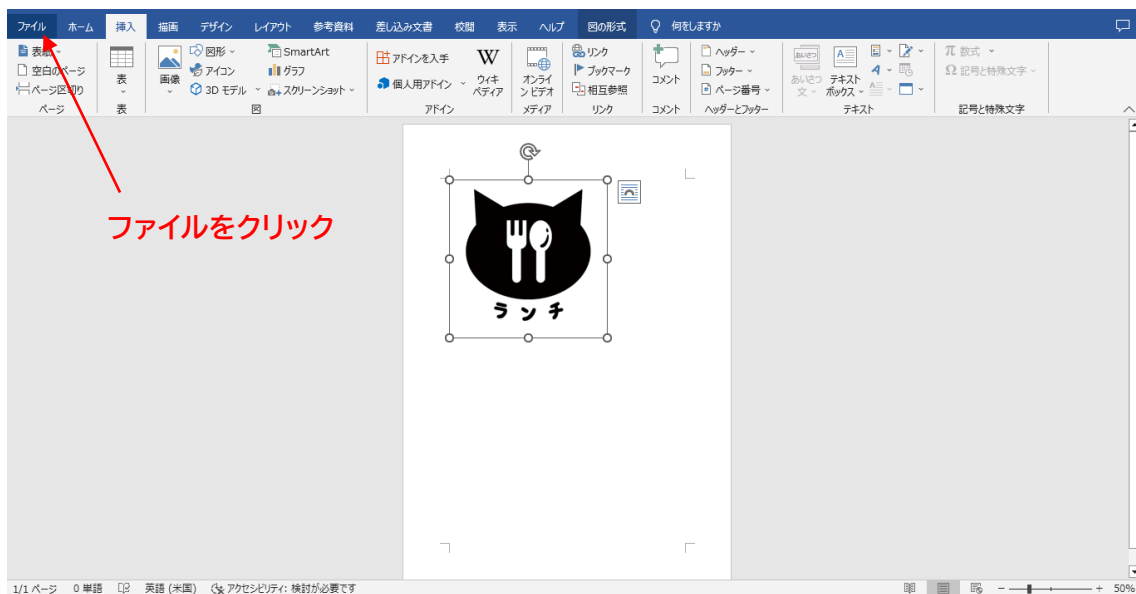 ファイル ホーム 挿入 描画 デザイン レイアウト 参考資料 差し込み文書 校閲 表示 ヘルプ 図の形式 何をしますか
表紙
空白のページ
ページ区切り
ページ
表
表
画像
図形
アイコン
3D モデル
SmartArt
グラフ
スクリーンショット
図
アドインを入手
個人用アドイン
W
ウィキ
ペディア
アドイン
オンライ
ン ビデオ
メディア
リンク
ブックマーク
相互参照
リンク
コメント
コメント
ヘッダー
フッター
ページ番号
ヘッダーとフッター
あいさつ
あいさつ
文
テキスト
ボックス
テキスト
π 数式
Ω 記号と特殊文字
記号と特殊文字
ファイルをクリック
ランチ
1/1 ページ 0 単語 英語 (米国) アクセシビリティ: 検討が必要です 50%